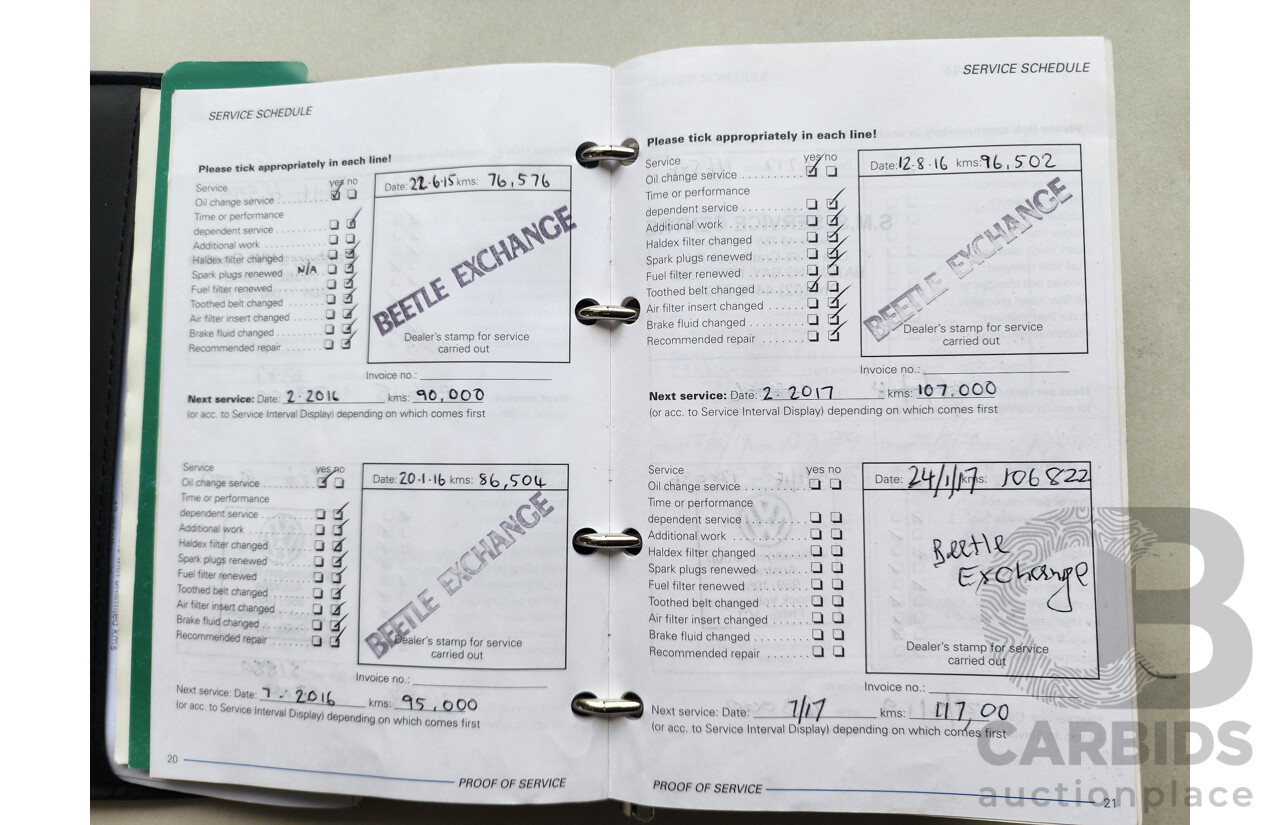 SERVICE SCHEDULE
Please tick appropriately in each line!
Service yes no
Oil change service
Time or performance
dependent service
Additional work
Haldex filter changed
Spark plugs renewed N/A
Fuel filter renewed
Toothed belt changed
Air filter insert changed
Brake fluid changed
Recommended repair
Date: 22·6·15 kms: 76,576
BEETLE EXCHANGE
Dealer's stamp for service
carried out
Invoice no.:
Next service: Date: 2·2016 kms: 90,000
(or acc. to Service Interval Display) depending on which comes first
Service yes no
Oil change service
Time or performance
dependent service
Additional work
Haldex filter changed
Spark plugs renewed
Fuel filter renewed
Toothed belt changed
Air filter insert changed
Brake fluid changed
Recommended repair
Date: 20·1·16 kms: 86,504
BEETLE EXCHANGE
Dealer's stamp for service
carried out
Invoice no.:
Next service: Date: 7·2016 kms: 95,000
(or acc. to Service Interval Display) depending on which comes first
20
PROOF OF SERVICE
SERVICE SCHEDULE
Please tick appropriately in each line!
Service yes no
Oil change service
Time or performance
dependent service
Additional work
Haldex filter changed
Spark plugs renewed
Fuel filter renewed
Toothed belt changed
Air filter insert changed
Brake fluid changed
Recommended repair
Date: 12·8·16 kms: 96,502
BEETLE EXCHANGE
Dealer's stamp for service
carried out
Invoice no.:
Next service: Date: 2·2017 kms: 107.000
(or acc. to Service Interval Display) depending on which comes first
Service yes no
Oil change service
Time or performance
dependent service
Additional work
Haldex filter changed
Spark plugs renewed
Fuel filter renewed
Toothed belt changed
Air filter insert changed
Brake fluid changed
Recommended repair
Date: 24/1/17 kms: 106822
Beetle
Exchange
Dealer's stamp for service
carried out
Invoice no.:
Next service: Date: 7/17 kms: 117,00
(or acc. to Service Interval Display) depending on which comes first
PROOF OF SERVICE
21
CARBIDS
auctionplace